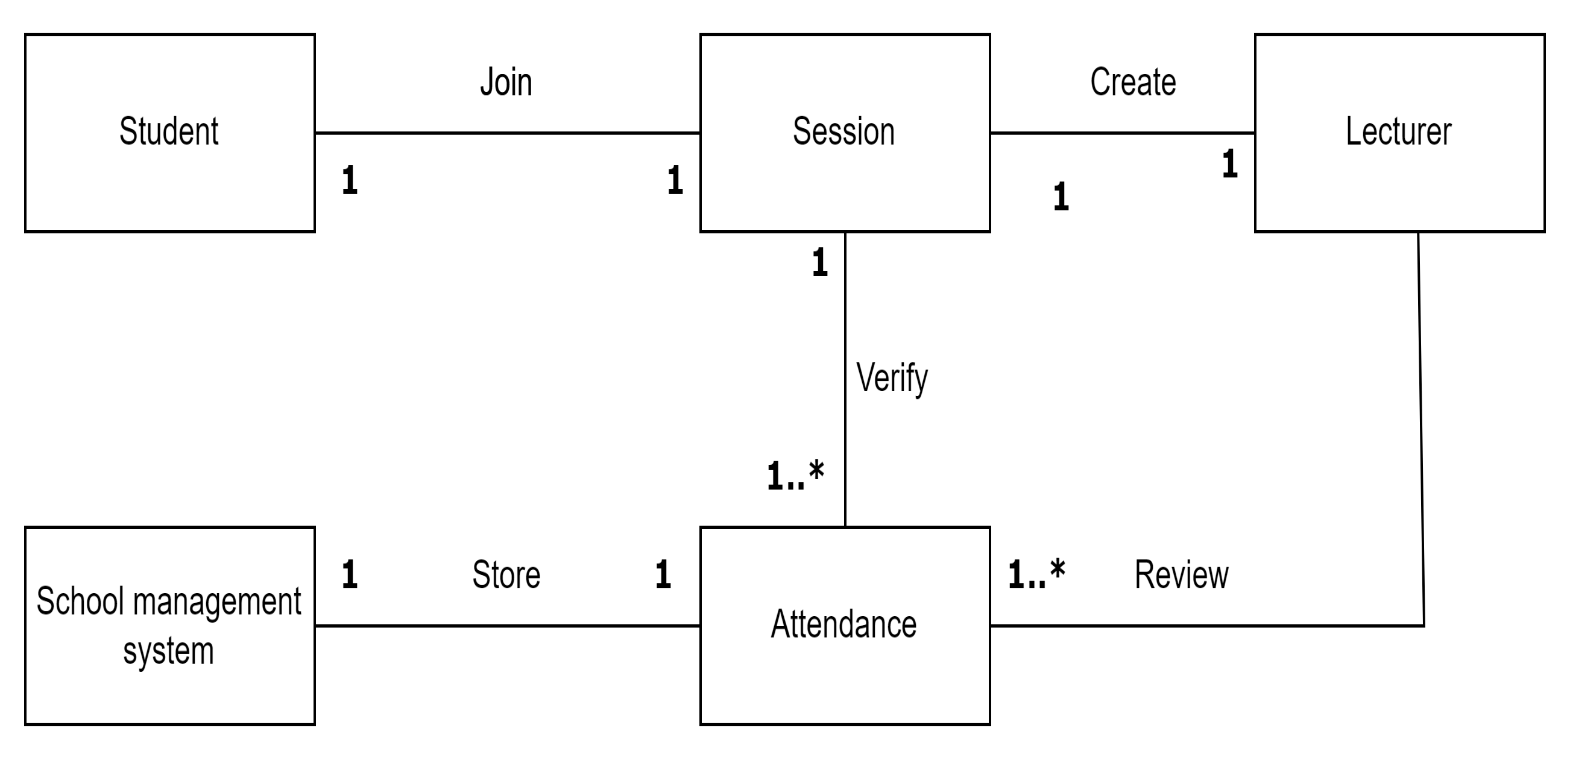 Join
Create
Student
Session
Lecturer
1
1
1
1
1
Verify
1..*
1
Store
1
1..*
Review
School management
system
Attendance